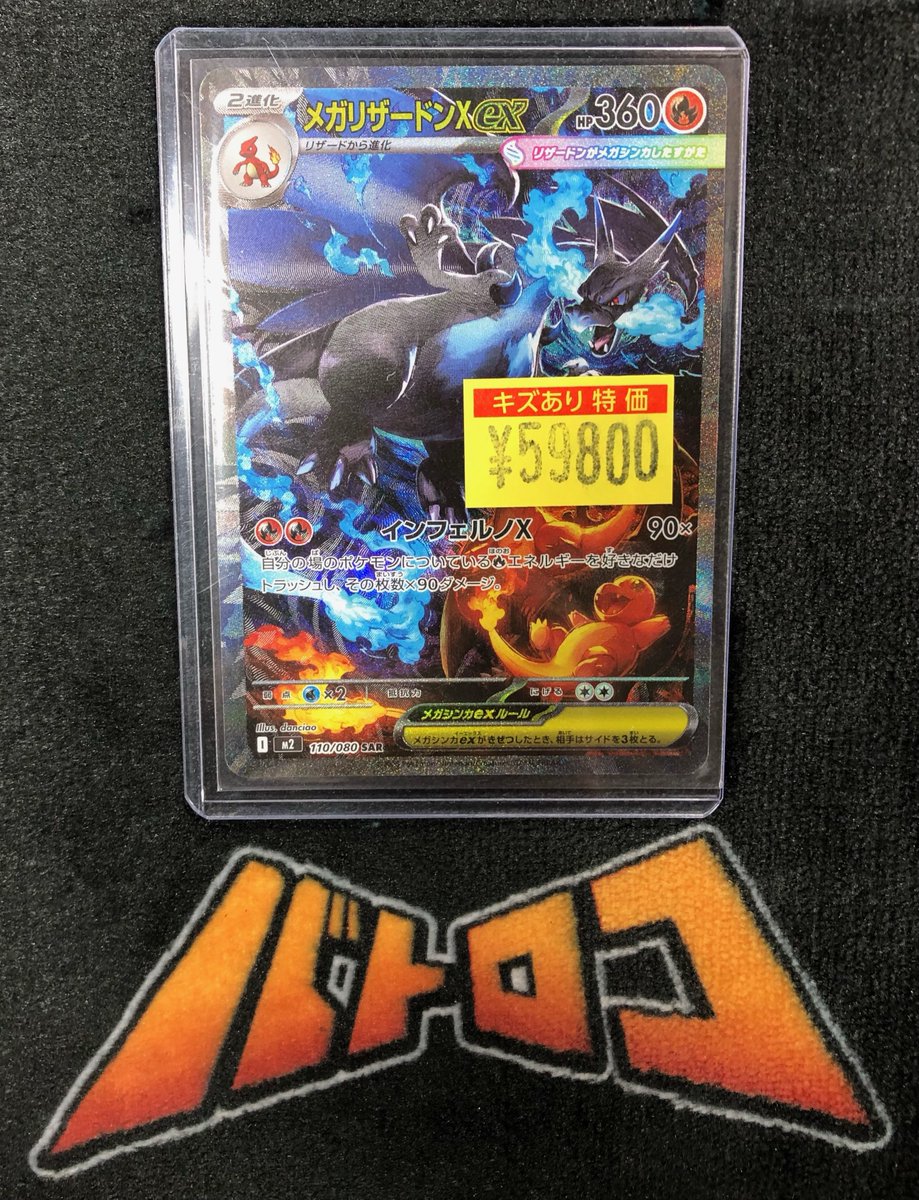 2進化
メガリザードンXex
HP360
リザードから進化
リザードンがメガシンカしたすがた
キズあり特価
¥59800
インフェルノX 90×
自分の場のポケモンについているエネルギーを好きなだけ
トラッシュし、その枚数×90ダメージ。
弱点 ×2 抵抗力 にげる
メガシンカexルール
メガシンカexがきぜつしたとき、相手はサイドを3枚とる。
Illus. danciao
I M2 110/080 SAR
バトロコ